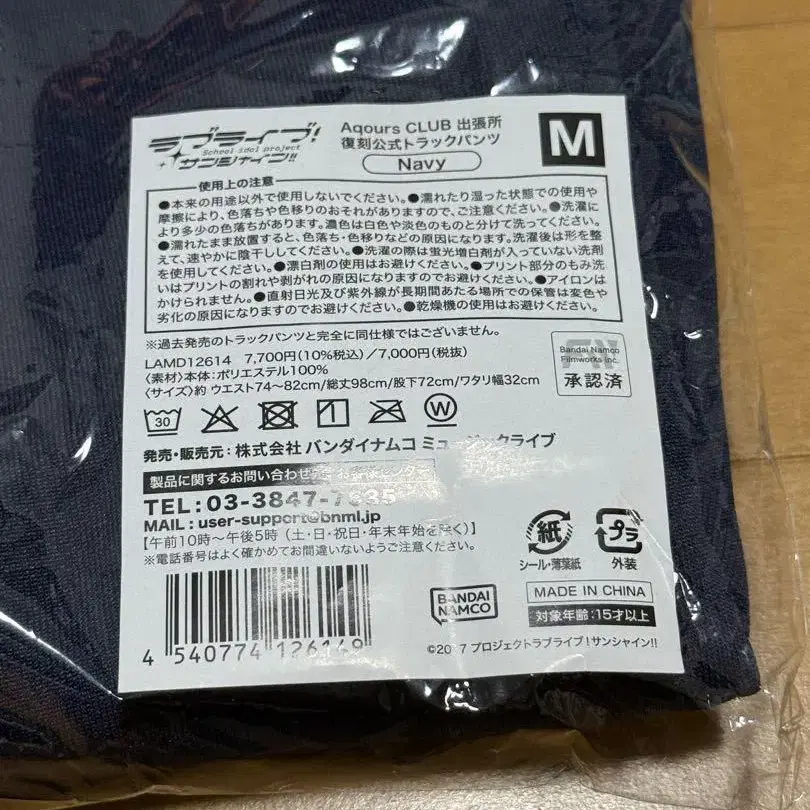 ラブライブ!
School idol project
サンシャイン!!
Aqours CLUB 出張所
復刻公式トラックパンツ
Navy
M
使用上の注意
●本来の用途以外で使用しないでください。●濡れたり湿った状態での使用や
摩擦により、色落ちや色移りのおそれがありますので、ご注意ください。●洗濯に
より多少の色落ちがあります。濃色は白色や淡色のものと分けて洗ってください。
●濡れたまま放置すると、色落ち・色移りなどの原因になります。洗濯後は形を整
えて、速やかに陰干ししてください。●洗濯の際は蛍光増白剤が入っていない洗剤
を使用してください。●漂白剤の使用はお避けください。●プリント部分のもみ洗
いはプリントの割れや剥がれの原因になりますのでお避けください。●アイロンは
かけられません。●直射日光及び紫外線が長期間あたる場所での保管は変色や
劣化の原因になりますのでお避けください。●乾燥機の使用はお避けください。
※過去発売のトラックパンツと完全に同仕様ではございません。
LAMD12614 7,700円(10%税込)/7,000円(税抜)
〈素材〉本体:ポリエステル100%
〈サイズ〉約 ウエスト74~82cm/総丈98cm/股下72cm/ワタリ幅32cm
Bandai Namco
Filmworks Inc.
承認済
30
W
発売・販売元:株式会社 バンダイナムコ ミュージックライブ
製品に関するお問い合わせ
TEL:03-3847-7
MAIL:user-support@bnml.jp
【午前10時~午後5時(土・日・祝日・年末年始を除く)】
※電話番号はよく確かめてお間違いないようご注意ください。
紙
シール・薄葉紙
プラ
外装
BANDAI
NAMCO
MADE IN CHINA
対象年齢:15才以上
4 540774 126149
©2017 プロジェクトラブライブ!サンシャイン!!